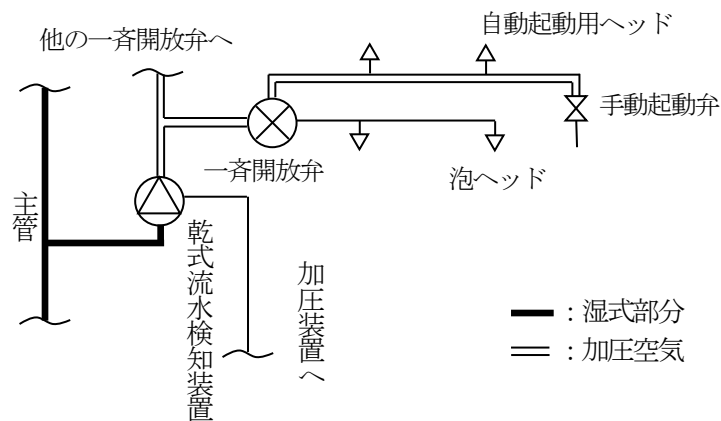 自動起動用ヘッド
他の一斉開放弁へ
手動起動弁
一斉開放弁
泡ヘッド
主管
乾式流水検知装置
加圧装置へ
：湿式部分
：加圧空気